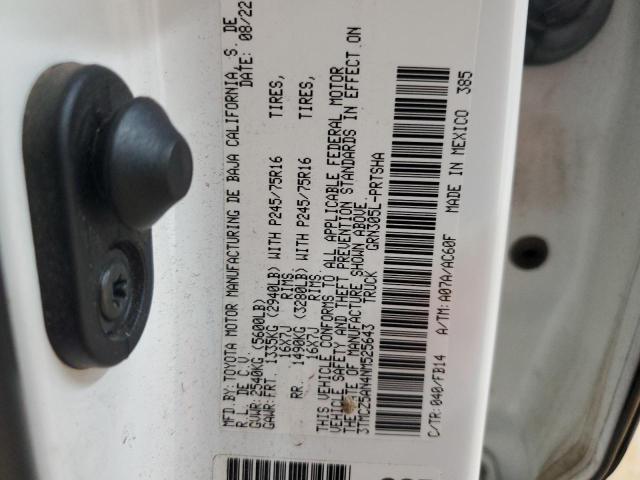 MFD. BY: TOYOTA MOTOR MANUFACTURING DE BAJA CALIFORNIA, S. DE
R. L. DE C. V. DATE: 08/22
GVWR: 2540KG (5600LB)
GAWR: FRT. 1335KG (2940LB) WITH P245/75R16 TIRES,
16X7J RIMS
RR. 1490KG (3280LB) WITH P245/75R16 TIRES,
16X7J RIMS.
THIS VEHICLE CONFORMS TO ALL APPLICABLE FEDERAL MOTOR
VEHICLE SAFETY AND THEFT PREVENTION STANDARDS IN EFFECT ON
THE DATE OF MANUFACTURE SHOWN ABOVE.
3TMCZ5AN4NM525643 TRUCK GRN305L-PRTSHA
C/TR: 040/FB14 A/TM: A07A/AC60F MADE IN MEXICO 385